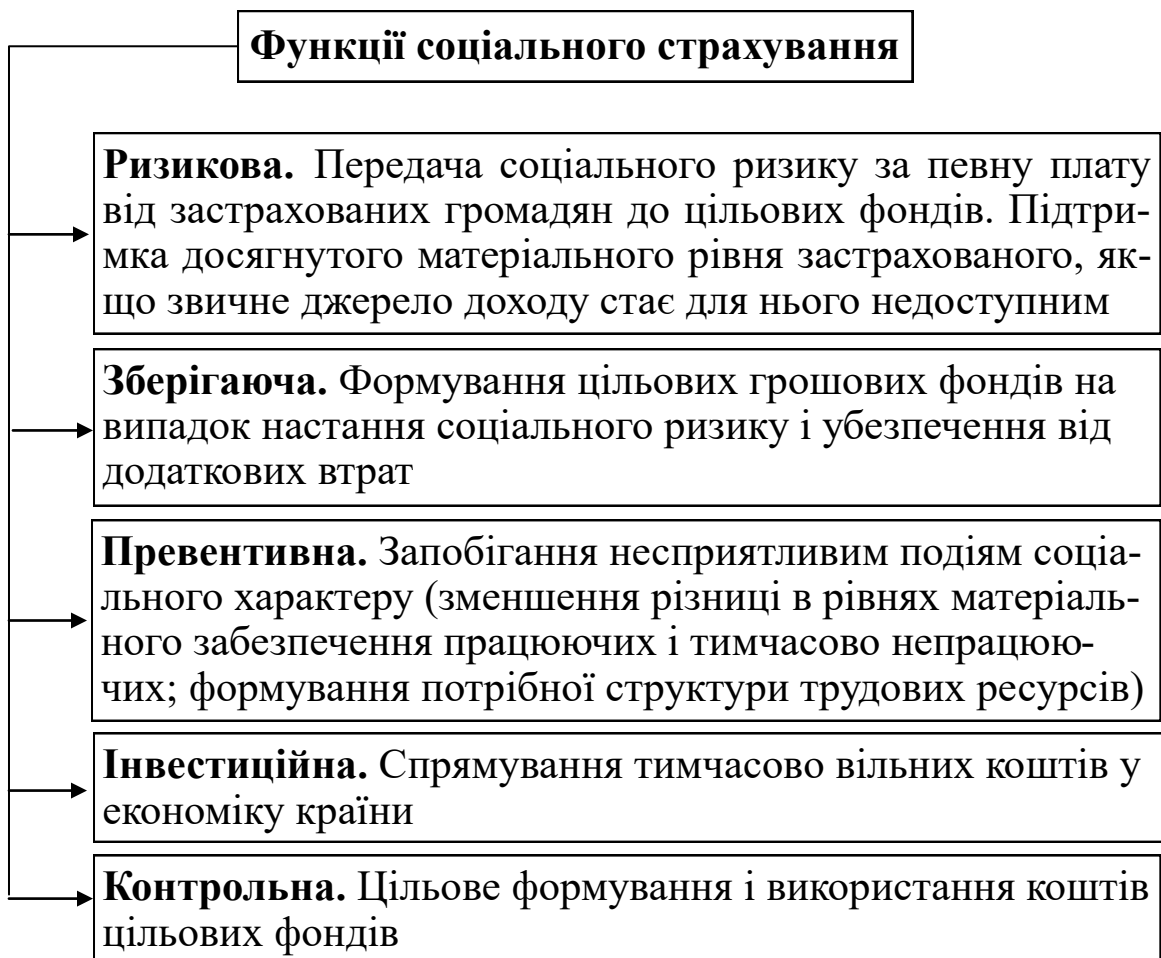 Функції соціального страхування
Ризикова. Передача соціального ризику за певну плату
від застрахованих громадян до цільових фондів. Підтри-
мка досягнутого матеріального рівня застрахованого, як-
що звичне джерело доходу стає для нього недоступним
Зберігаюча. Формування цільових грошових фондів на
випадок настання соціального ризику і убезпечення від
додаткових втрат
Превентивна. Запобігання несприятливим подіям соціа-
льного характеру (зменшення різниці в рівнях матеріаль-
ного забезпечення працюючих і тимчасово непрацюю-
чих; формування потрібної структури трудових ресурсів)
Інвестиційна. Спрямування тимчасово вільних коштів у
економіку країни
Контрольна. Цільове формування і використання коштів
цільових фондів